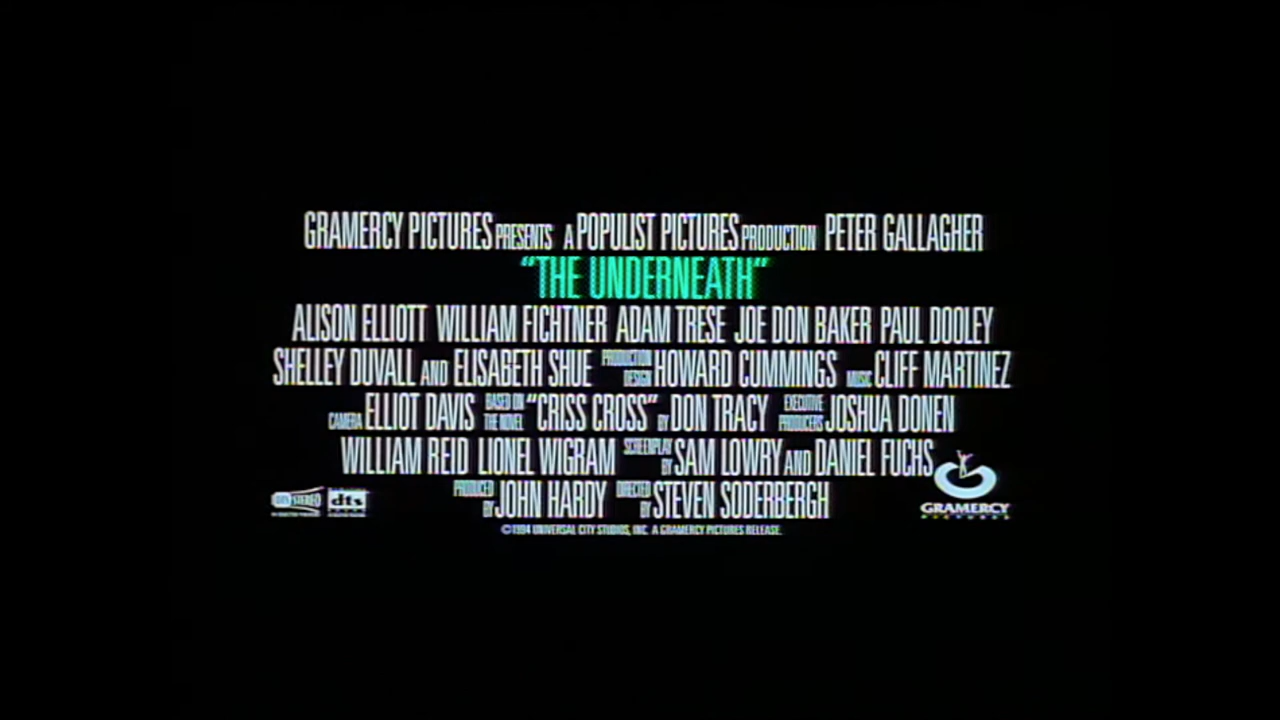 GRAMERCY PICTURES PRESENTS A POPULIST PICTURES PRODUCTION PETER GALLAGHER
"THE UNDERNEATH"
ALISON ELLIOTT WILLIAM FICHTNER ADAM TRESE JOE DON BAKER PAUL DOOLEY
SHELLEY DUVALL AND ELISABETH SHUE PRODUCTION DESIGN HOWARD CUMMINGS MUSIC CLIFF MARTINEZ
CAMERA ELLIOT DAVIS BASED ON THE NOVEL "CRISS CROSS" BY DON TRACY EXECUTIVE PRODUCERS JOSHUA DONEN
WILLIAM REID LIONEL WIGRAM SCREENPLAY BY SAM LOWRY AND DANIEL FUCHS
PRODUCED BY JOHN HARDY DIRECTED BY STEVEN SODERBERGH
STEREO dts
GRAMERCY
PICTURES
©1994 UNIVERSAL CITY STUDIOS, INC. A GRAMERCY PICTURES RELEASE.